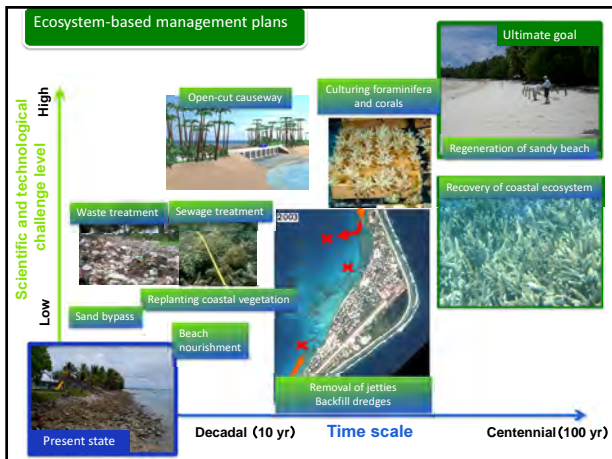 Ecosystem-based management plans
Ultimate goal
Open-cut causeway
Culturing foraminifera
and corals
Regeneration of sandy beach
Recovery of coastal ecosystem
Waste treatment
Sewage treatment
2003
Replanting coastal vegetation
Sand bypass
Beach
nourishment
Removal of jetties
Backfill dredges
Present state
Scientific and technological
challenge level
High
Low
Decadal (10 yr)
Time scale
Centennial (100 yr)